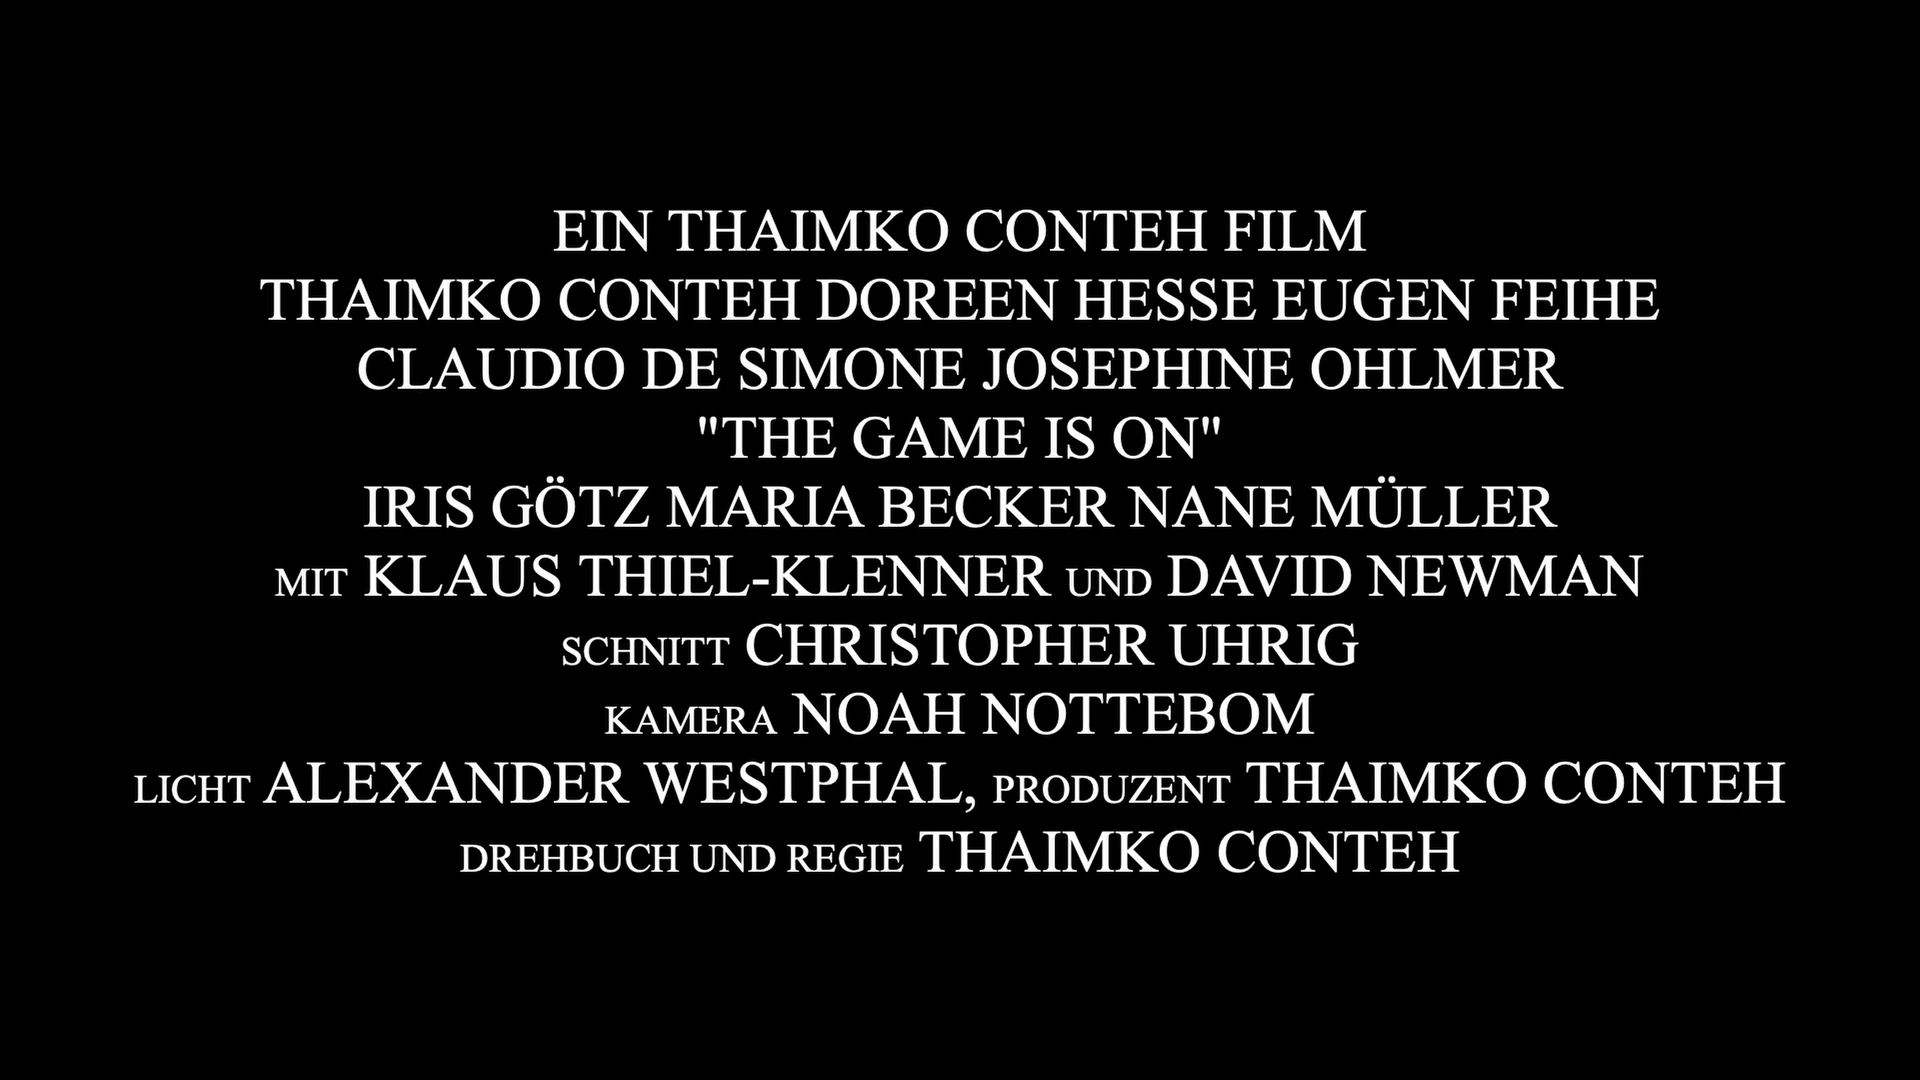 EIN THAIMKO CONTEH FILM
THAIMKO CONTEH DOREEN HESSE EUGEN FEIHE
CLAUDIO DE SIMONE JOSEPHINE OHLMER
"THE GAME IS ON"
IRIS GÖTZ MARIA BECKER NANE MÜLLER
MIT KLAUS THIEL-KLENNER UND DAVID NEWMAN
SCHNITT CHRISTOPHER UHRIG
KAMERA NOAH NOTTEBOM
LICHT ALEXANDER WESTPHAL, PRODUZENT THAIMKO CONTEH
DREHBUCH UND REGIE THAIMKO CONTEH